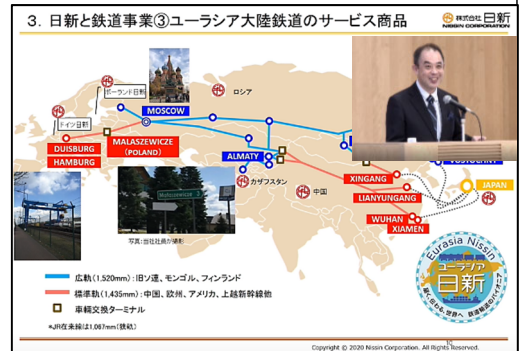 3. 日新と鉄道事業③ユーラシア大陸鉄道のサービス商品
株式会社日新
NISSIN CORPORATION
ロシア
ポーランド日新
MOSCOW
ドイツ日新
DUISBURG
HAMBURG
MALASZEWICZE
(POLAND)
ALMATY
カザフスタン
中国
VOSTOCHNY
XINGANG
LIANYUNGANG
JAPAN
WUHAN
XIAMEN
写真:当社社員が撮影
広軌(1,520mm):旧ソ連、モンゴル、フィンランド
標準軌(1,435mm):中国、欧州、アメリカ、上越新幹線他
車輌交換ターミナル
*JR在来線は1,067mm(狭軌)
Eurasia Nissin
ユーラシア
日新
10
Copyright © 2020 Nissin Corporation. All Rights Reserved.